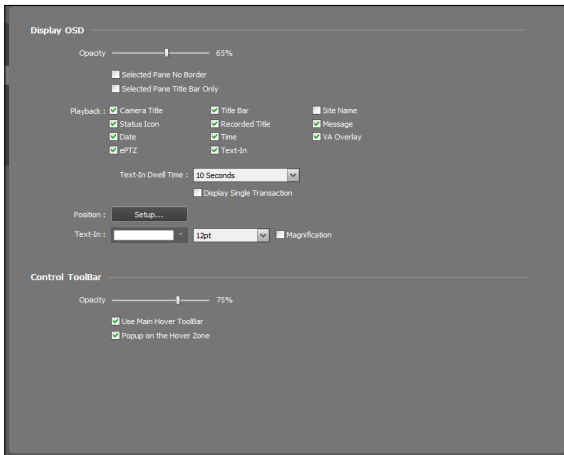 Display OSD
Opacity 65%
Selected Pane No Border
Selected Pane Title Bar Only
Playback : Camera Title Title Bar Site Name
Status Icon Recorded Title Message
Date Time VA Overlay
ePTZ Text-In
Text-In Dwell Time : 10 Seconds
Display Single Transaction
Position : Setup...
Text-In : 12pt Magnification
Control ToolBar
Opacity 75%
Use Main Hover ToolBar
Popup on the Hover Zone